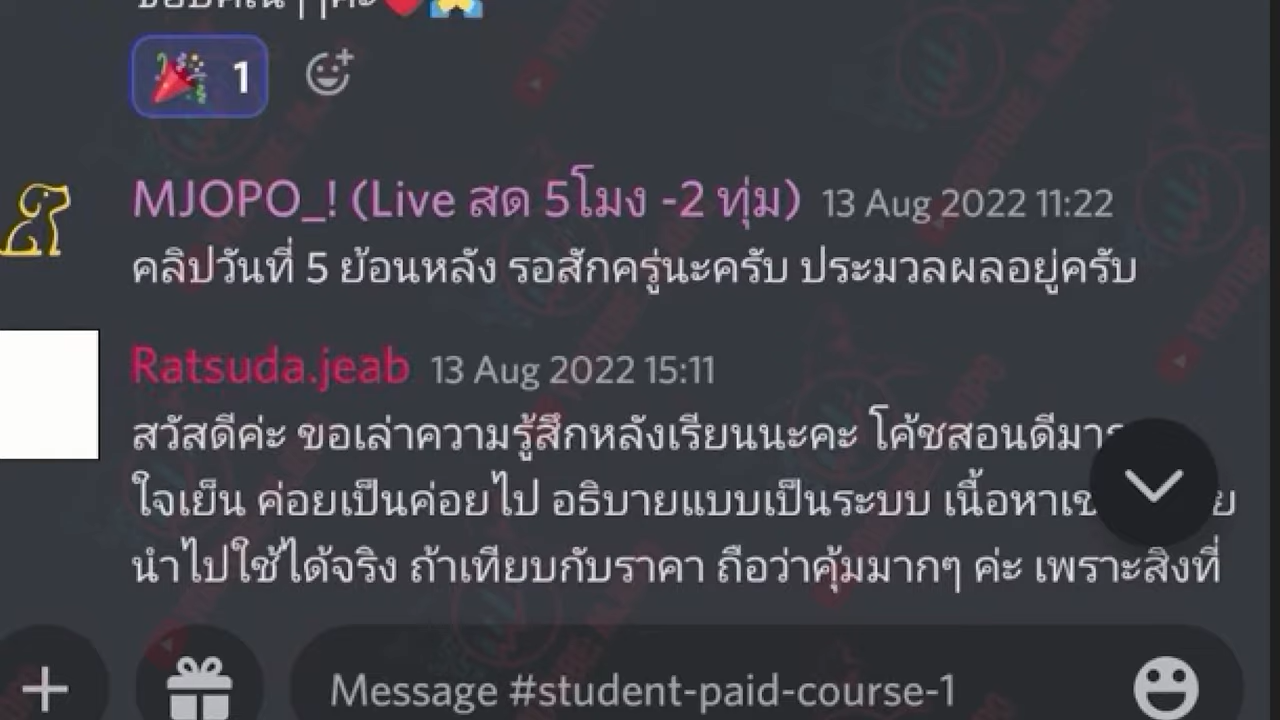 1
MJOPO_! (Live สด 5โมง -2 ทุ่ม) 13 Aug 2022 11:22
คลิปวันที่ 5 ย้อนหลัง รอสักครู่นะครับ ประมวลผลอยู่ครับ
Ratsuda.jeab 13 Aug 2022 15:11
สวัสดีค่ะ ขอเล่าความรู้สึกหลังเรียนนะคะ โค้ชสอนดี
ใจเย็น ค่อยเป็นค่อยไป อธิบายแบบเป็นระบบ เนื้อหา
นำไปใช้ได้จริง ถ้าเทียบกับราคา ถือว่าคุ้มมากๆ ค่ะ เพราะสิ่งที่
Message #student-paid-course-1